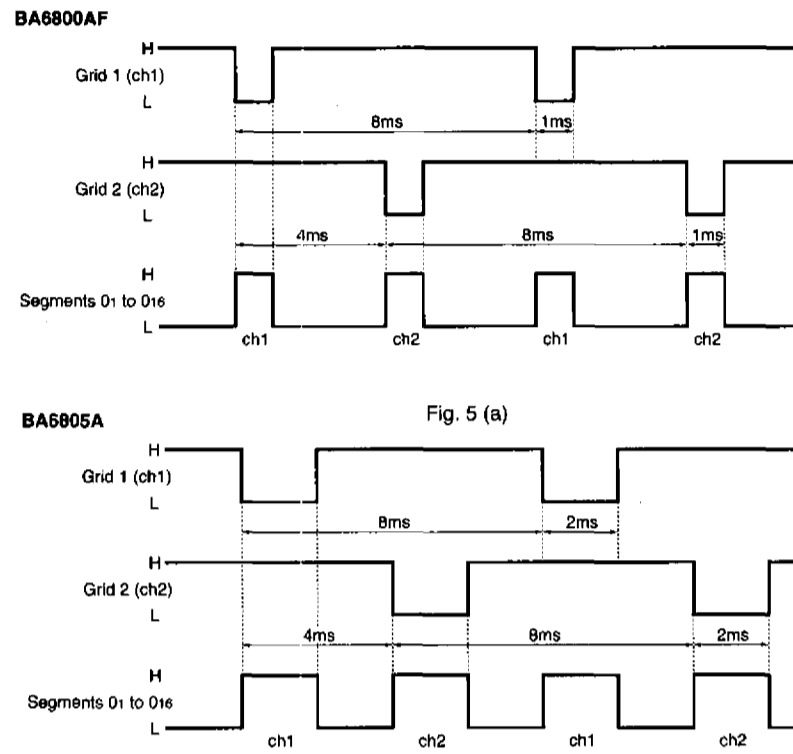 BA6800AF
H
Grid 1 (ch1)
L
8ms 1ms
H
Grid 2 (ch2)
L
4ms 8ms 1ms
H
Segments 01 to 016
L
ch1 ch2 ch1 ch2
Fig. 5 (a)
BA6805A
H
Grid 1 (ch1)
L
8ms 2ms
H
Grid 2 (ch2)
L
4ms 8ms 2ms
H
Segments 01 to 016
L
ch1 ch2 ch1 ch2